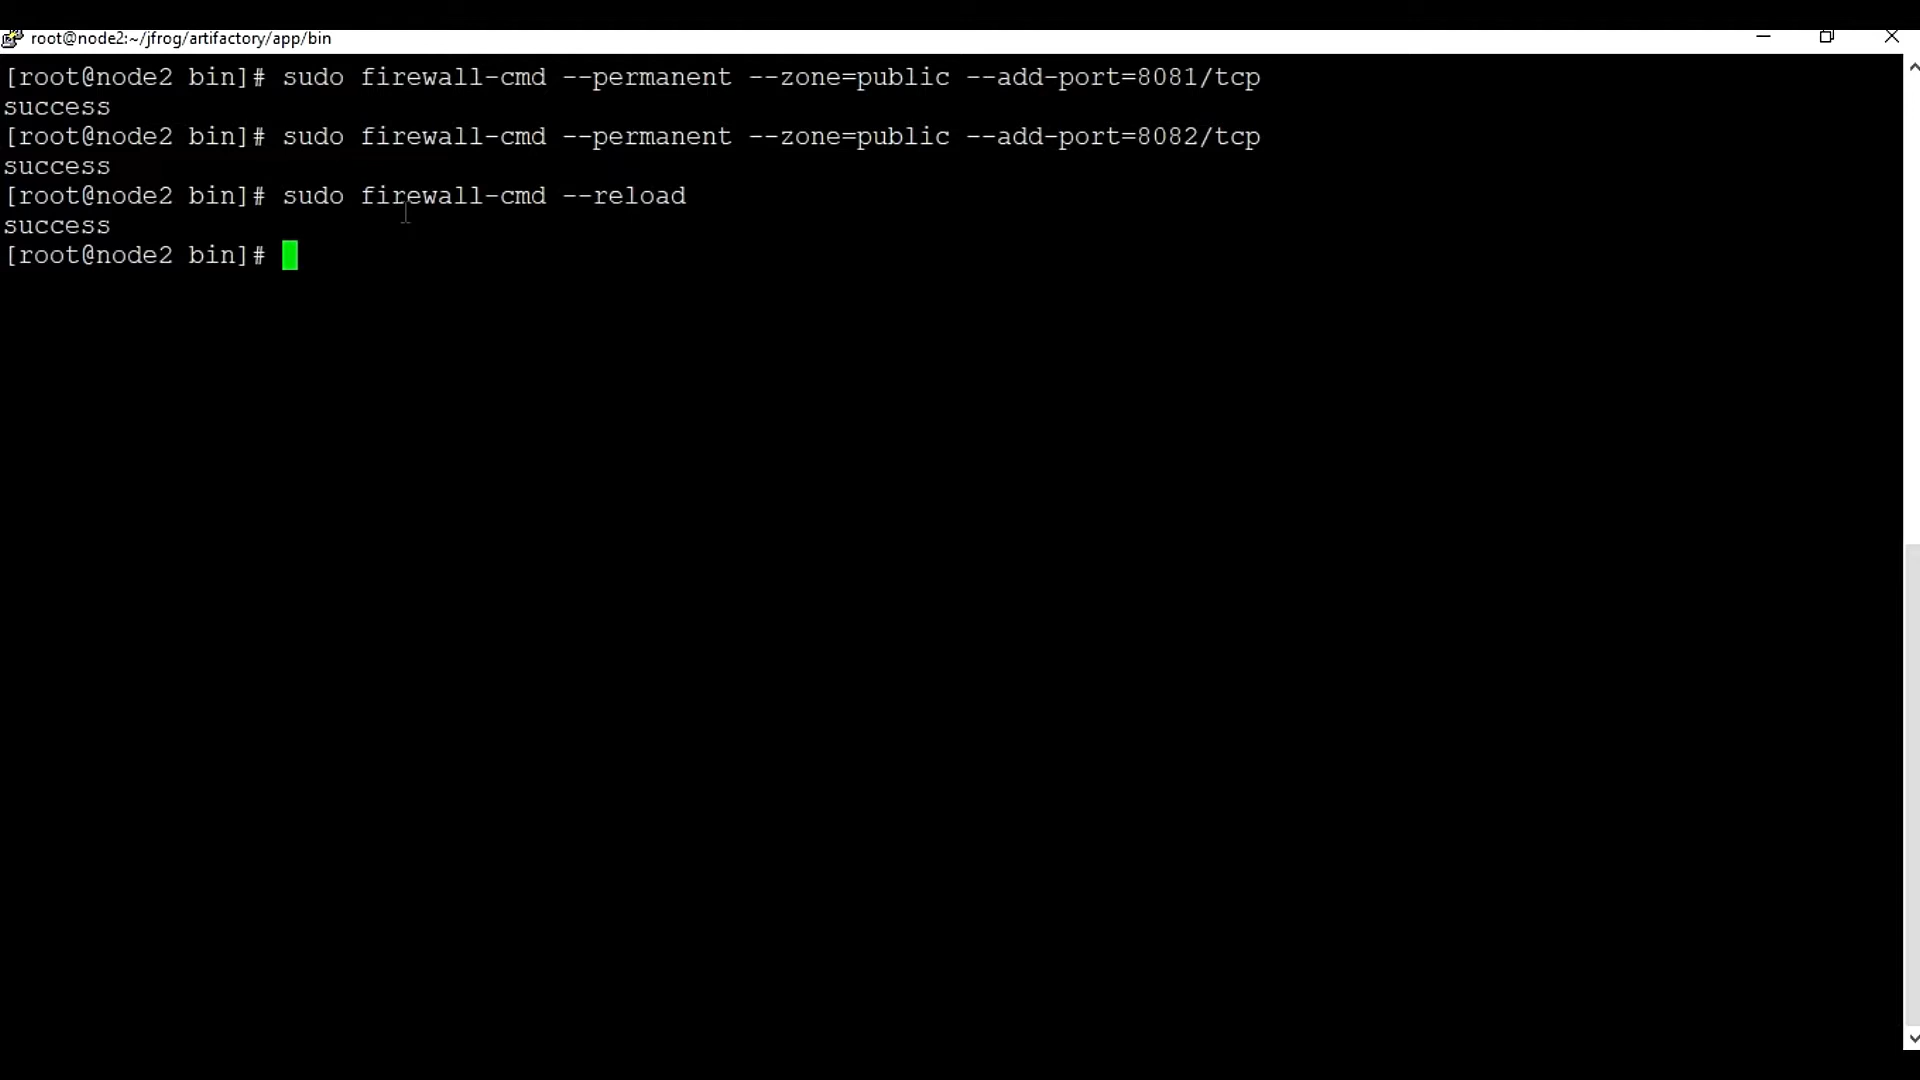 root@node2:~/jfrog/artifactory/app/bin
[root@node2 bin]# sudo firewall-cmd --permanent --zone=public --add-port=8081/tcp
success
[root@node2 bin]# sudo firewall-cmd --permanent --zone=public --add-port=8082/tcp
success
[root@node2 bin]# sudo firewall-cmd --reload
success
[root@node2 bin]#